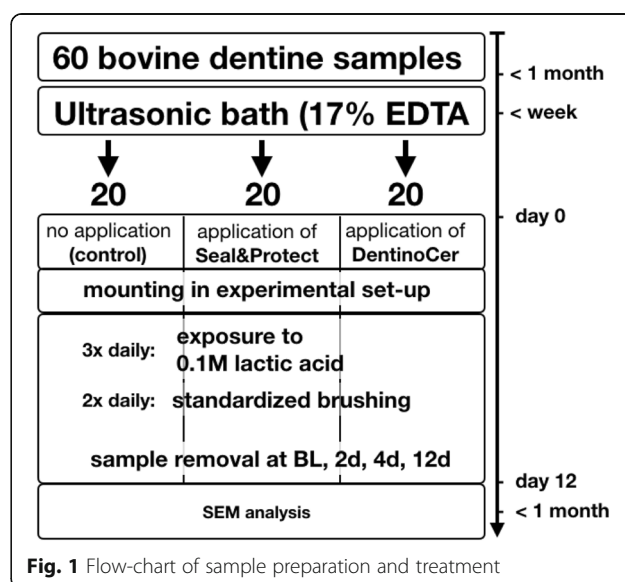 60 bovine dentine samples
< 1 month
Ultrasonic bath (17% EDTA
< week
20 20 20
day 0
no application application of application of
(control) Seal&Protect DentinoCer
mounting in experimental set-up
3x daily: exposure to
0.1M lactic acid
2x daily: standardized brushing
sample removal at BL, 2d, 4d, 12d
day 12
SEM analysis
< 1 month
Fig. 1 Flow-chart of sample preparation and treatment